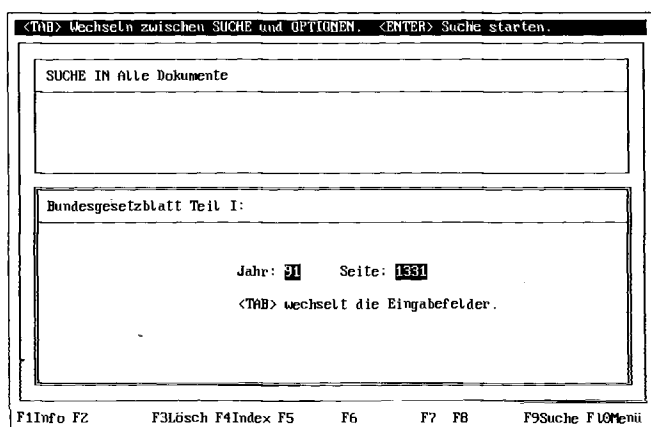 <TAB> Wechseln zwischen SUCHE und OPTIONEN. <ENTER> Suche starten.
SUCHE IN Alle Dokumente
Bundesgesetzblatt Teil I:
Jahr: 91 Seite: 1331
<TAB> wechselt die Eingabefelder.
F1Info F2 F3Lösch F4Index F5 F6 F7 F8 F9Suche F10Menü